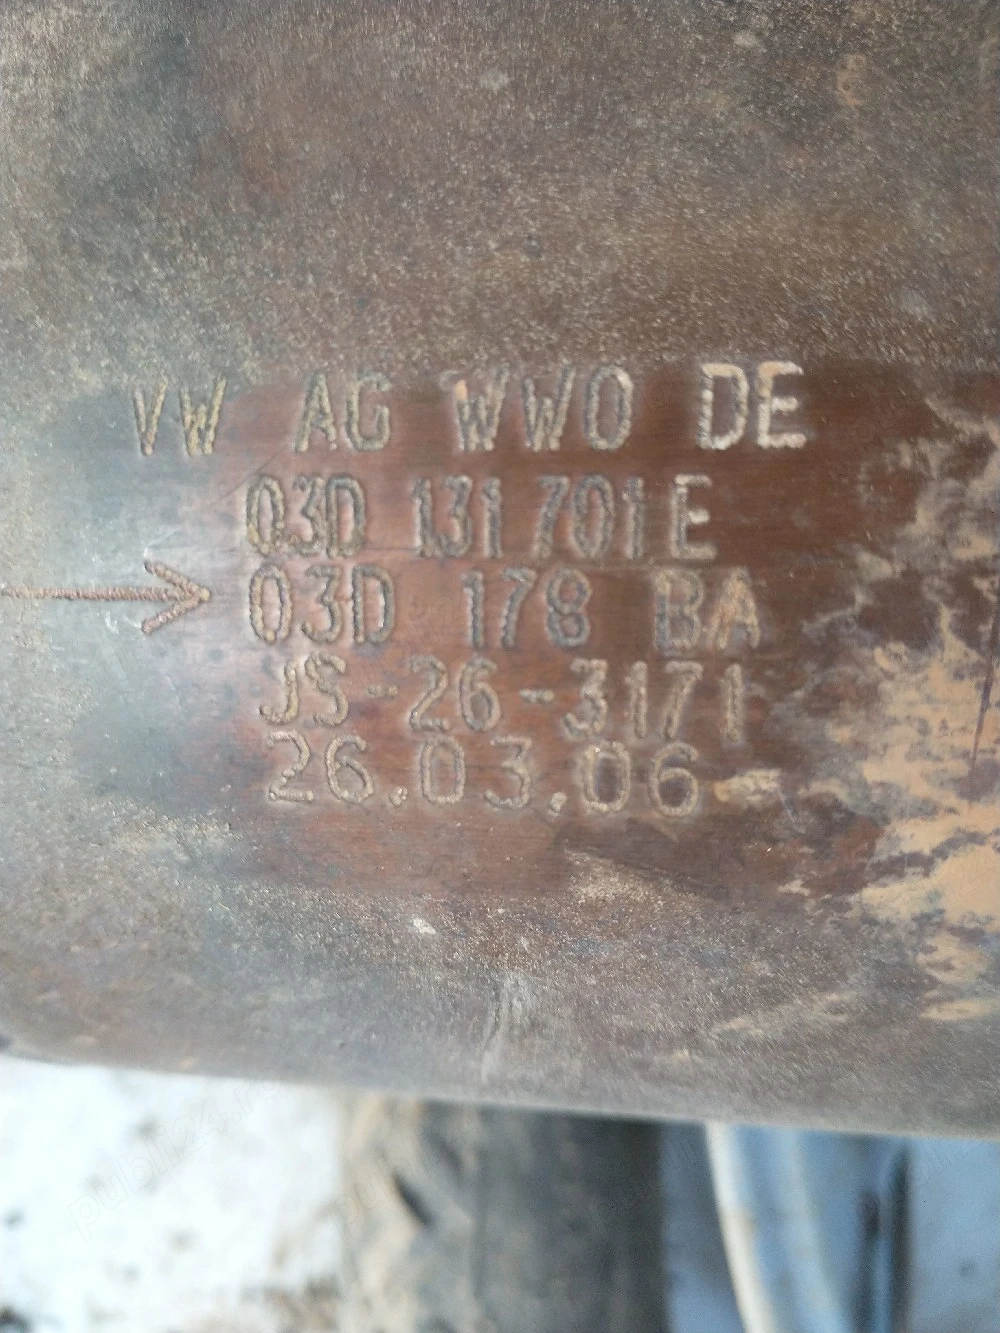 VW AG WWO DE
03D 131 701 E
03D 178 BA
JS-26-3171
26.03.06